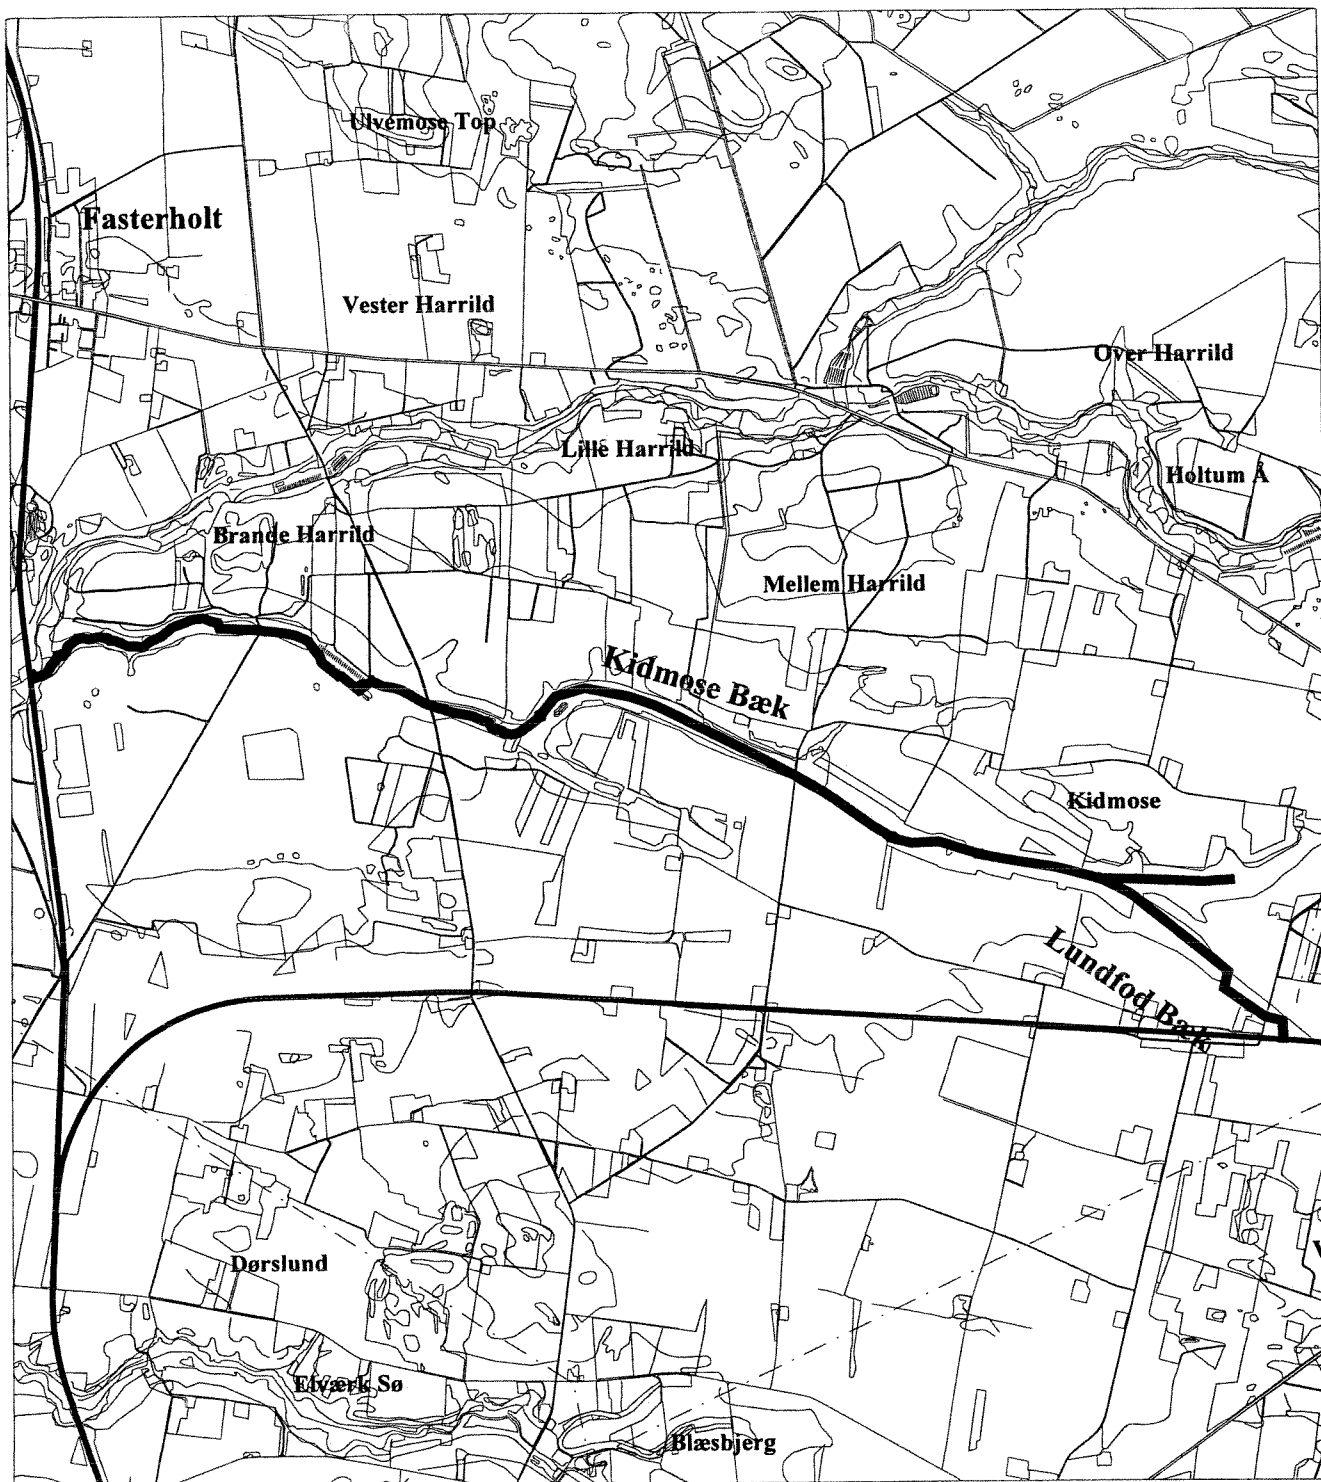 Ulvemose Top
Fasterholt
Vester Harrild
Over Harrild
Lille Harrild
Holtum Å
Brande Harrild
Mellem Harrild
Kidmose Bæk
Kidmose
Lundfod Bæk
Dørslund
Elværk Sø
Blæsbjerg